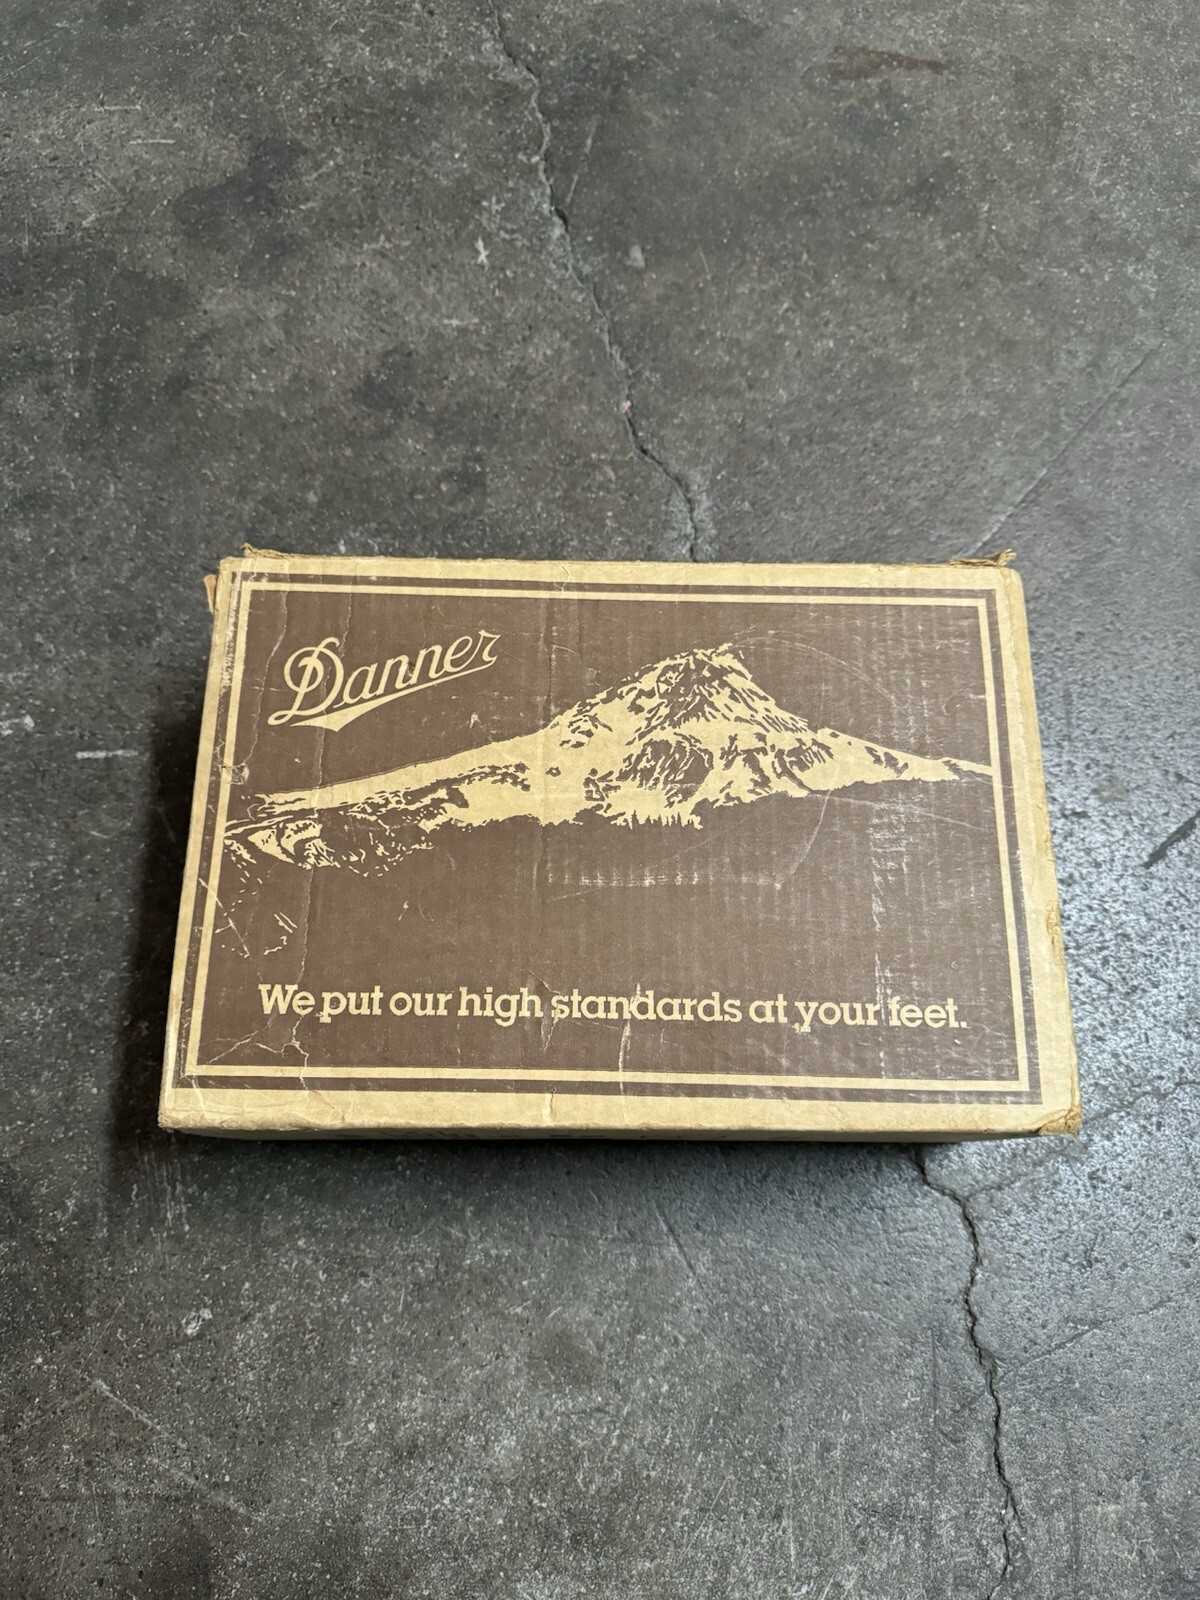 Danner
We put our high standards at your feet.